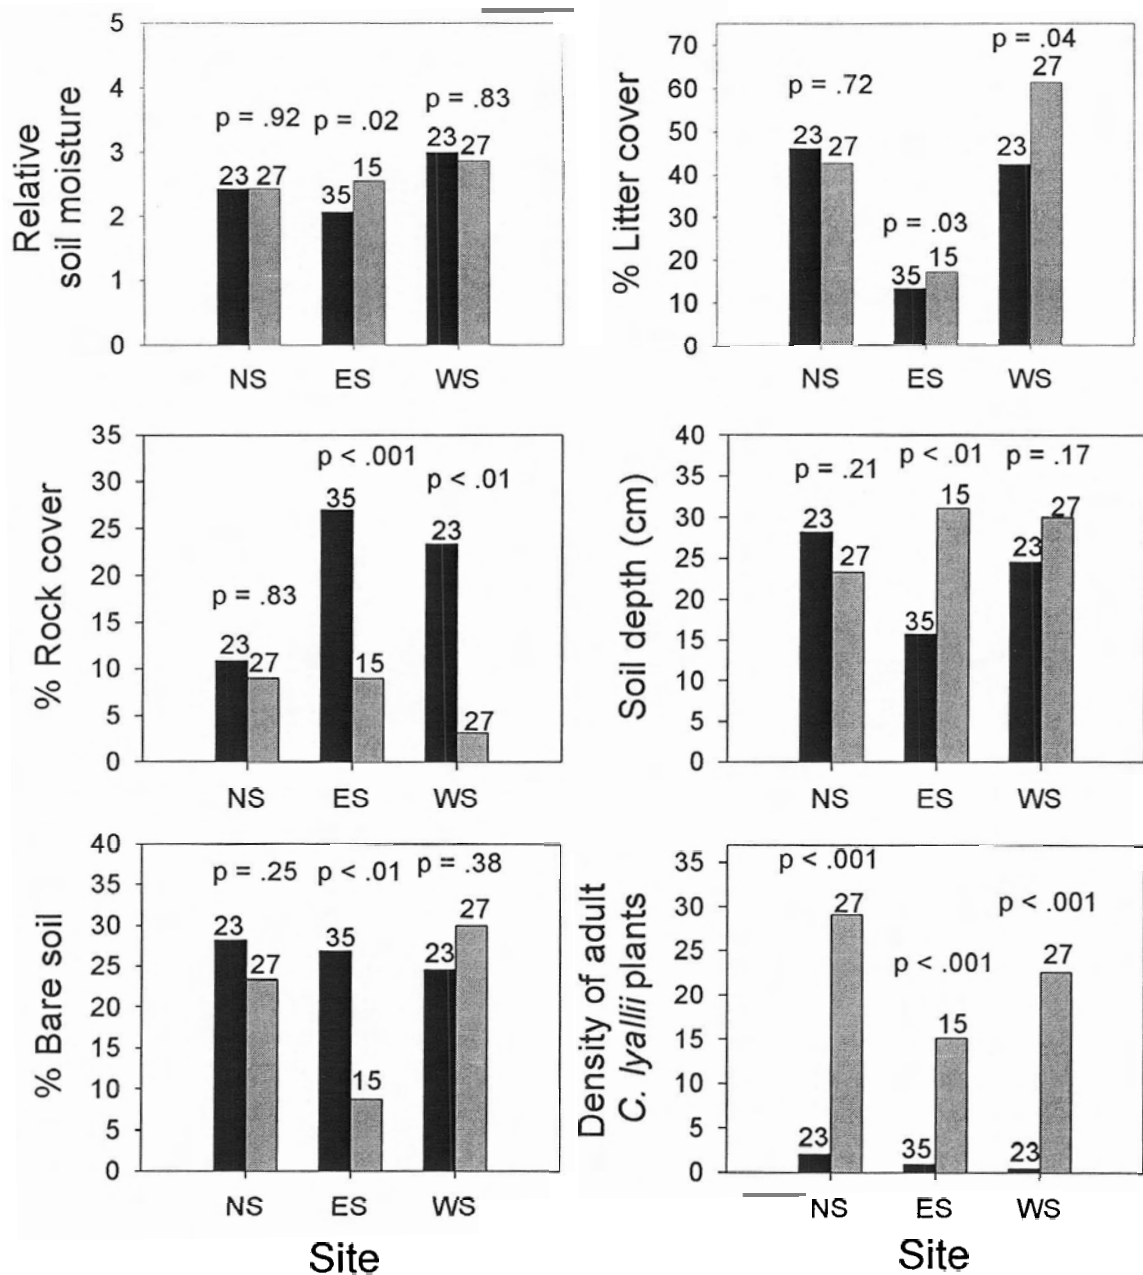 Relative
soil moisture
5
4
3
2
1
0
p = .92 p = .02 p = .83
23 27 35 15 23 27
NS ES WS
% Litter cover
70
60
50
40
30
20
10
0
p = .72 p = .03 p = .04
23 27 35 15 23 27
NS ES WS
% Rock cover
35
30
25
20
15
10
5
0
p = .83 p < .001 p < .01
23 27 35 15 23 27
NS ES WS
Soil depth (cm)
40
35
30
25
20
15
10
5
0
p = .21 p < .01 p = .17
23 27 35 15 23 27
NS ES WS
% Bare soil
40
35
30
25
20
15
10
5
0
p = .25 p < .01 p = .38
23 27 35 15 23 27
NS ES WS
Site
Density of adult
C. lyallii plants
35
30
25
20
15
10
5
0
p < .001 p < .001 p < .001
23 27 35 15 23 27
NS ES WS
Site